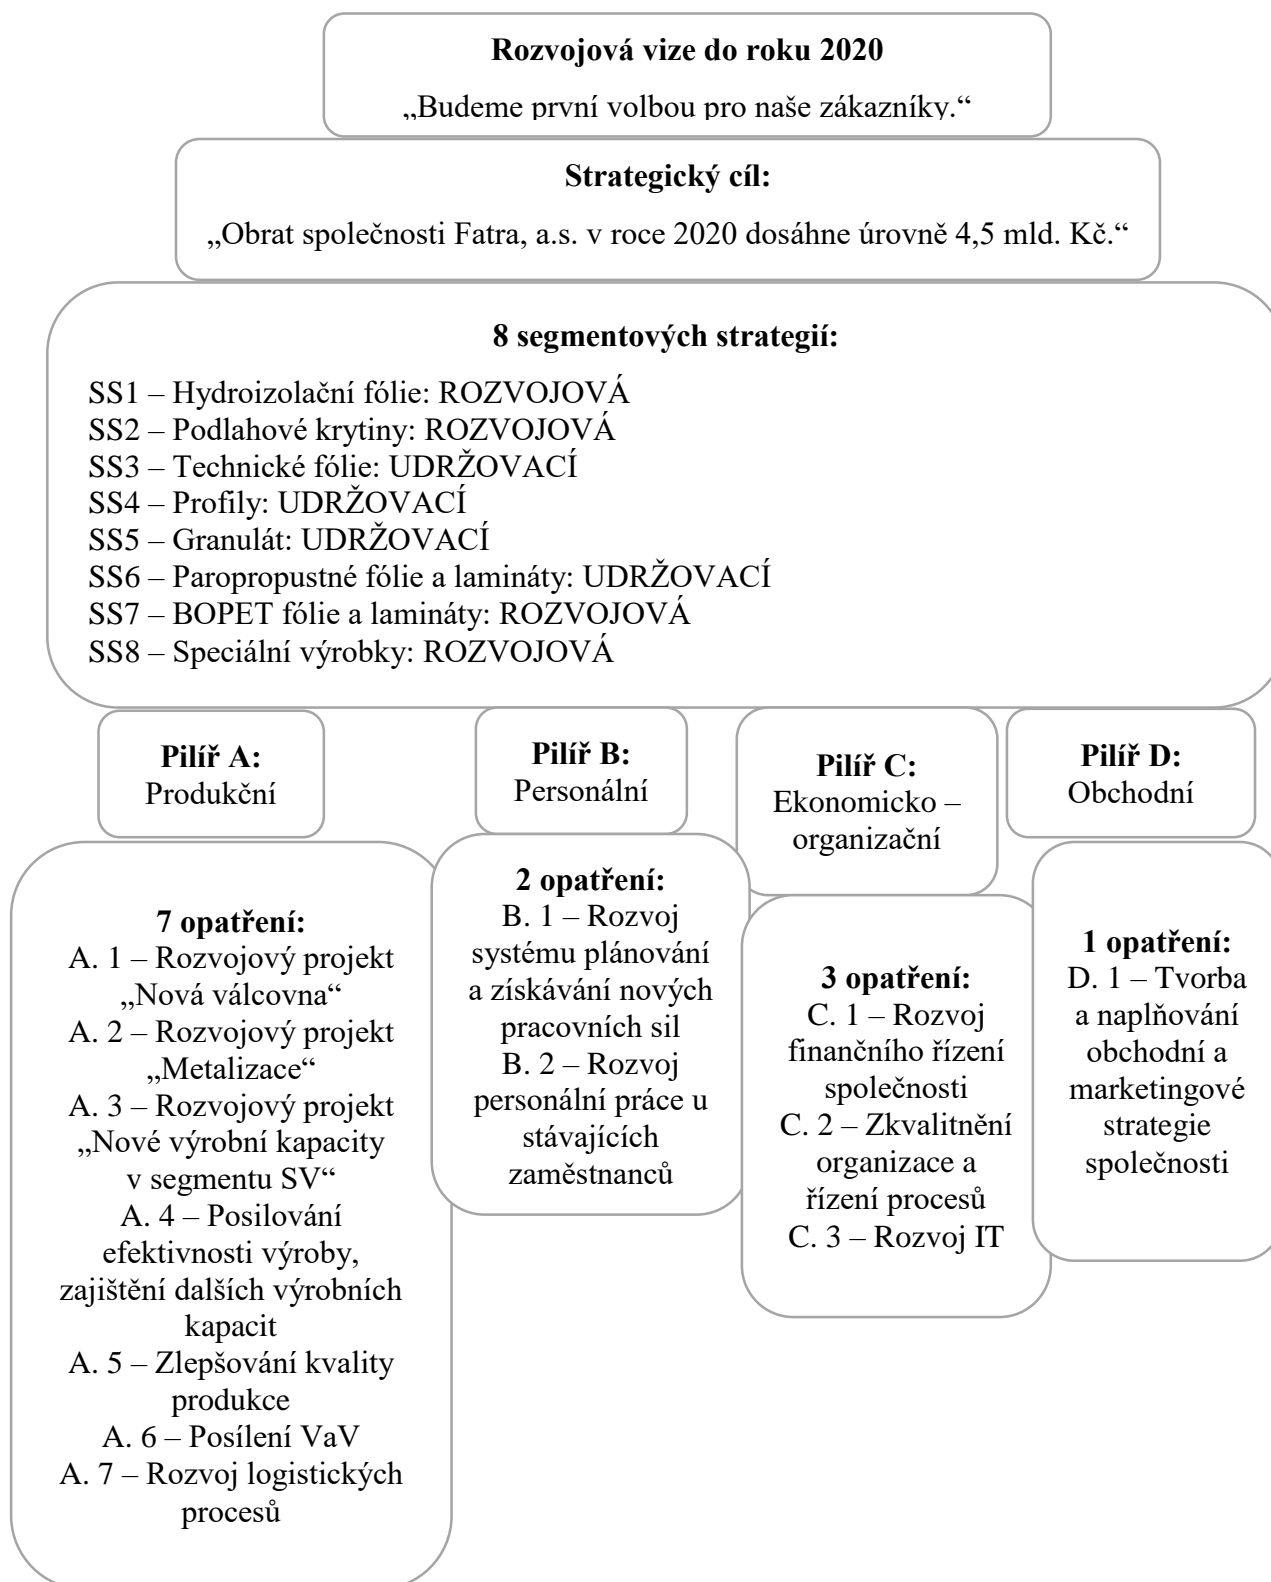 Rozvojová vize do roku 2020
„Budeme první volbou pro naše zákazníky.“
Strategický cíl:
„Obrat společnosti Fatra, a.s. v roce 2020 dosáhne úrovně 4,5 mld. Kč.“
8 segmentových strategií:
SS1 – Hydroizolační fólie: ROZVOJOVÁ
SS2 – Podlahové krytiny: ROZVOJOVÁ
SS3 – Technické fólie: UDRŽOVACÍ
SS4 – Profily: UDRŽOVACÍ
SS5 – Granulát: UDRŽOVACÍ
SS6 – Paropropustné fólie a lamináty: UDRŽOVACÍ
SS7 – BOPET fólie a lamináty: ROZVOJOVÁ
SS8 – Speciální výrobky: ROZVOJOVÁ
Pilíř A:
Produkční
7 opatření:
A. 1 – Rozvojový projekt
„Nová válcovna“
A. 2 – Rozvojový projekt
„Metalizace“
A. 3 – Rozvojový projekt
„Nové výrobní kapacity
v segmentu SV“
A. 4 – Posilování
efektivnosti výroby,
zajištění dalších výrobních
kapacit
A. 5 – Zlepšování kvality
produkce
A. 6 – Posílení VaV
A. 7 – Rozvoj logistických
procesů
Pilíř B:
Personální
2 opatření:
B. 1 – Rozvoj
systému plánování
a získávání nových
pracovních sil
B. 2 – Rozvoj
personální práce u
stávajících
zaměstnanců
Pilíř C:
Ekonomicko –
organizační
3 opatření:
C. 1 – Rozvoj
finančního řízení
společnosti
C. 2 – Zkvalitnění
organizace a
řízení procesů
C. 3 – Rozvoj IT
Pilíř D:
Obchodní
1 opatření:
D. 1 – Tvorba
a naplňování
obchodní a
marketingové
strategie
společnosti